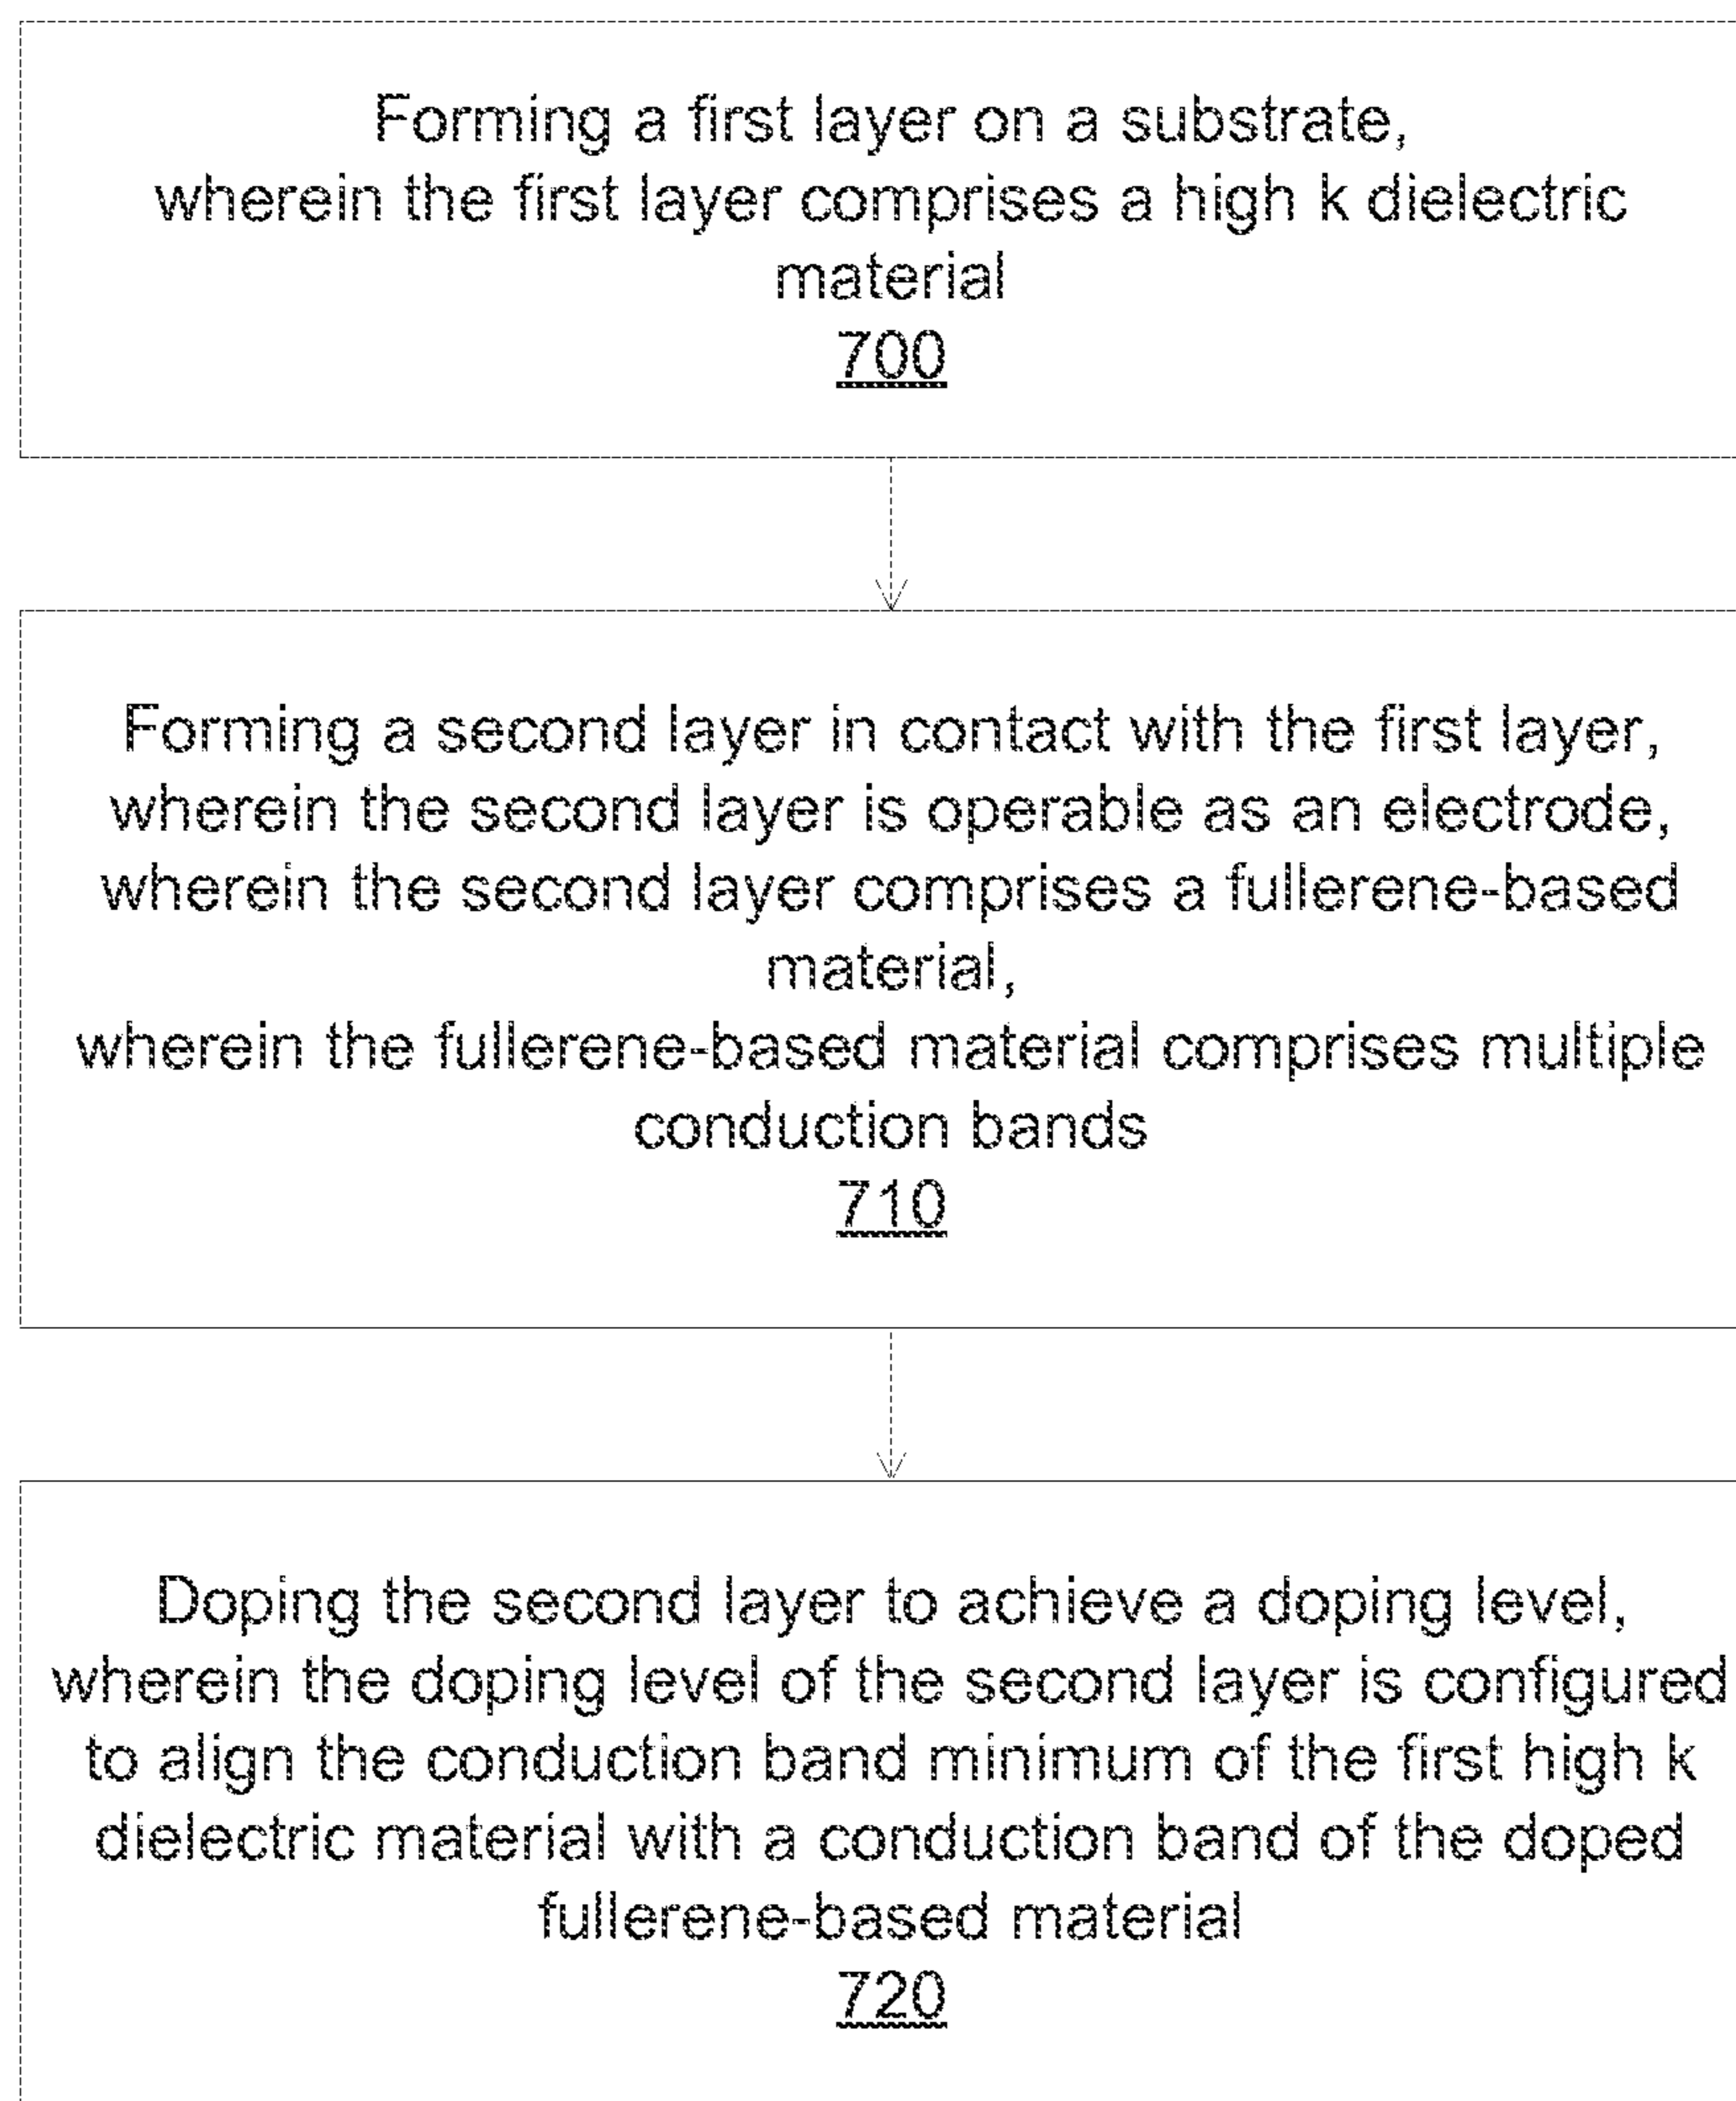 Forming a first layer on a substrate,
wherein the first layer comprises a high k dielectric
material
700
Forming a second layer in contact with the first layer,
wherein the second layer is operable as an electrode,
wherein the second layer comprises a fullerene-based
material,
wherein the fullerene-based material comprises multiple
conduction bands
710
Doping the second layer to achieve a doping level,
wherein the doping level of the second layer is configured
to align the conduction band minimum of the first high k
dielectric material with a conduction band of the doped
fullerene-based material
720